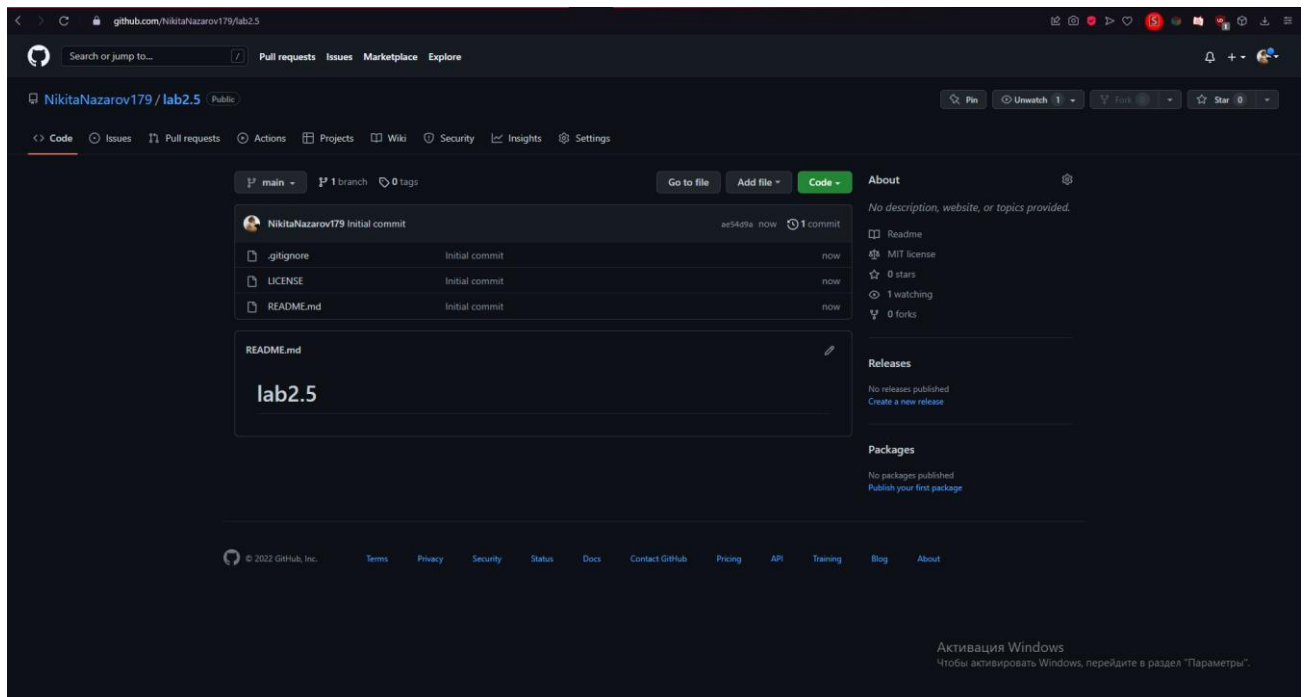 github.com/NikitaNazarov179/lab2.5
Search or jump to... / Pull requests Issues Marketplace Explore
NikitaNazarov179 / lab2.5 Public
Pin Unwatch 1 Fork Star 0
Code Issues Pull requests Actions Projects Wiki Security Insights Settings
main 1 branch 0 tags Go to file Add file Code
NikitaNazarov179 Initial commit ae54d9a now 1 commit
.gitignore Initial commit now
LICENSE Initial commit now
README.md Initial commit now
README.md
lab2.5
About
No description, website, or topics provided.
Readme
MIT license
0 stars
1 watching
0 forks
Releases
No releases published
Create a new release
Packages
No packages published
Publish your first package
© 2022 GitHub, Inc. Terms Privacy Security Status Docs Contact GitHub Pricing API Training Blog About
Активация Windows
Чтобы активировать Windows, перейдите в раздел "Параметры".